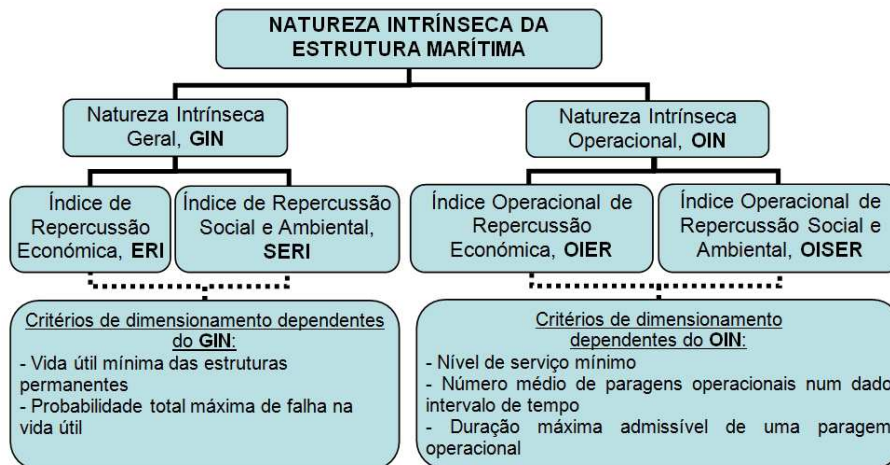 NATUREZA INTRÍNSECA DA
ESTRUTURA MARÍTIMA
Natureza Intrínseca
Geral, GIN
Natureza Intrínseca
Operacional, OIN
Índice de
Repercussão
Económica, ERI
Índice de Repercussão
Social e Ambiental,
SERI
Índice Operacional de
Repercussão
Económica, OIER
Índice Operacional de
Repercussão Social e
Ambiental, OISER
Critérios de dimensionamento dependentes
do GIN:
- Vida útil mínima das estruturas
permanentes
- Probabilidade total máxima de falha na
vida útil
Critérios de dimensionamento
dependentes do OIN:
- Nível de serviço mínimo
- Número médio de paragens operacionais num dado
intervalo de tempo
- Duração máxima admissível de uma paragem
operacional